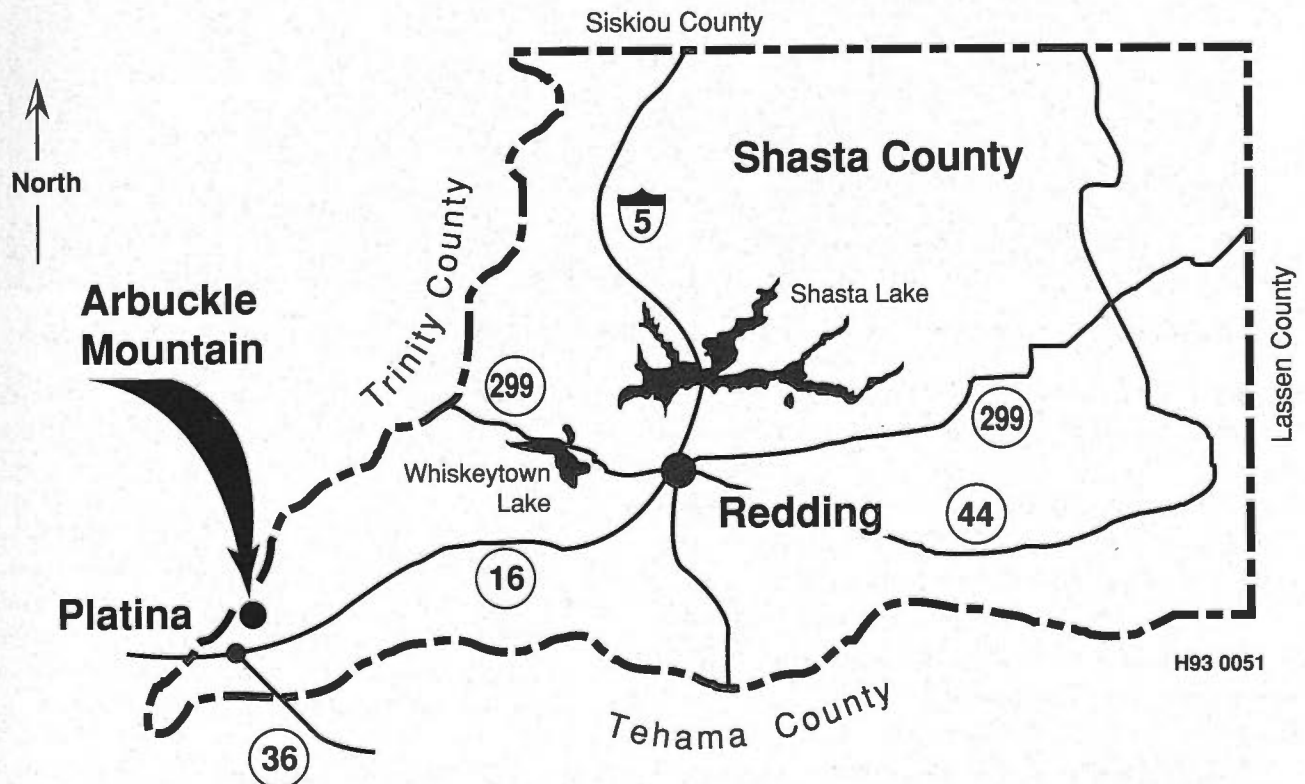 Siskiou County
North
Shasta County
5
Trinity County
Arbuckle
Mountain
Shasta Lake
Lassen County
299
299
Whiskeytown
Lake
Redding
44
16
Platina
H93 0051
Tehama County
36